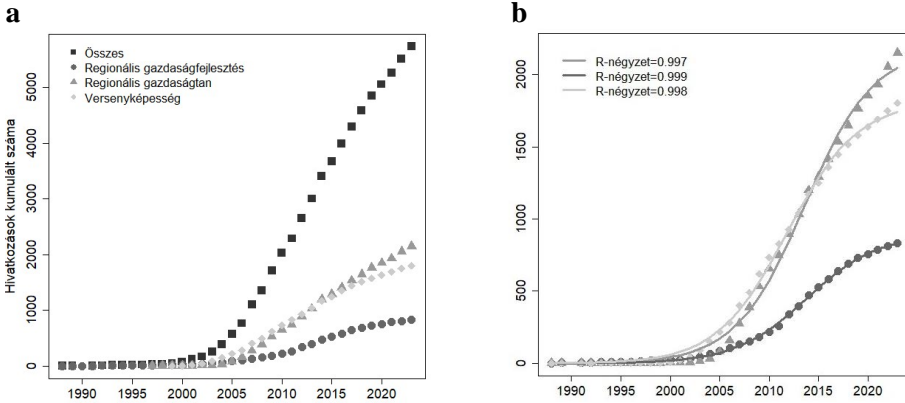 a
Hivatkozások kumulált száma
0 1000 2000 3000 4000 5000
Összes
Regionális gazdaságfejlesztés
Regionális gazdaságtan
Versenyképesség
1990 1995 2000 2005 2010 2015 2020
b
0 500 1000 1500 2000
R-négyzet=0.997
R-négyzet=0.999
R-négyzet=0.998
1990 1995 2000 2005 2010 2015 2020